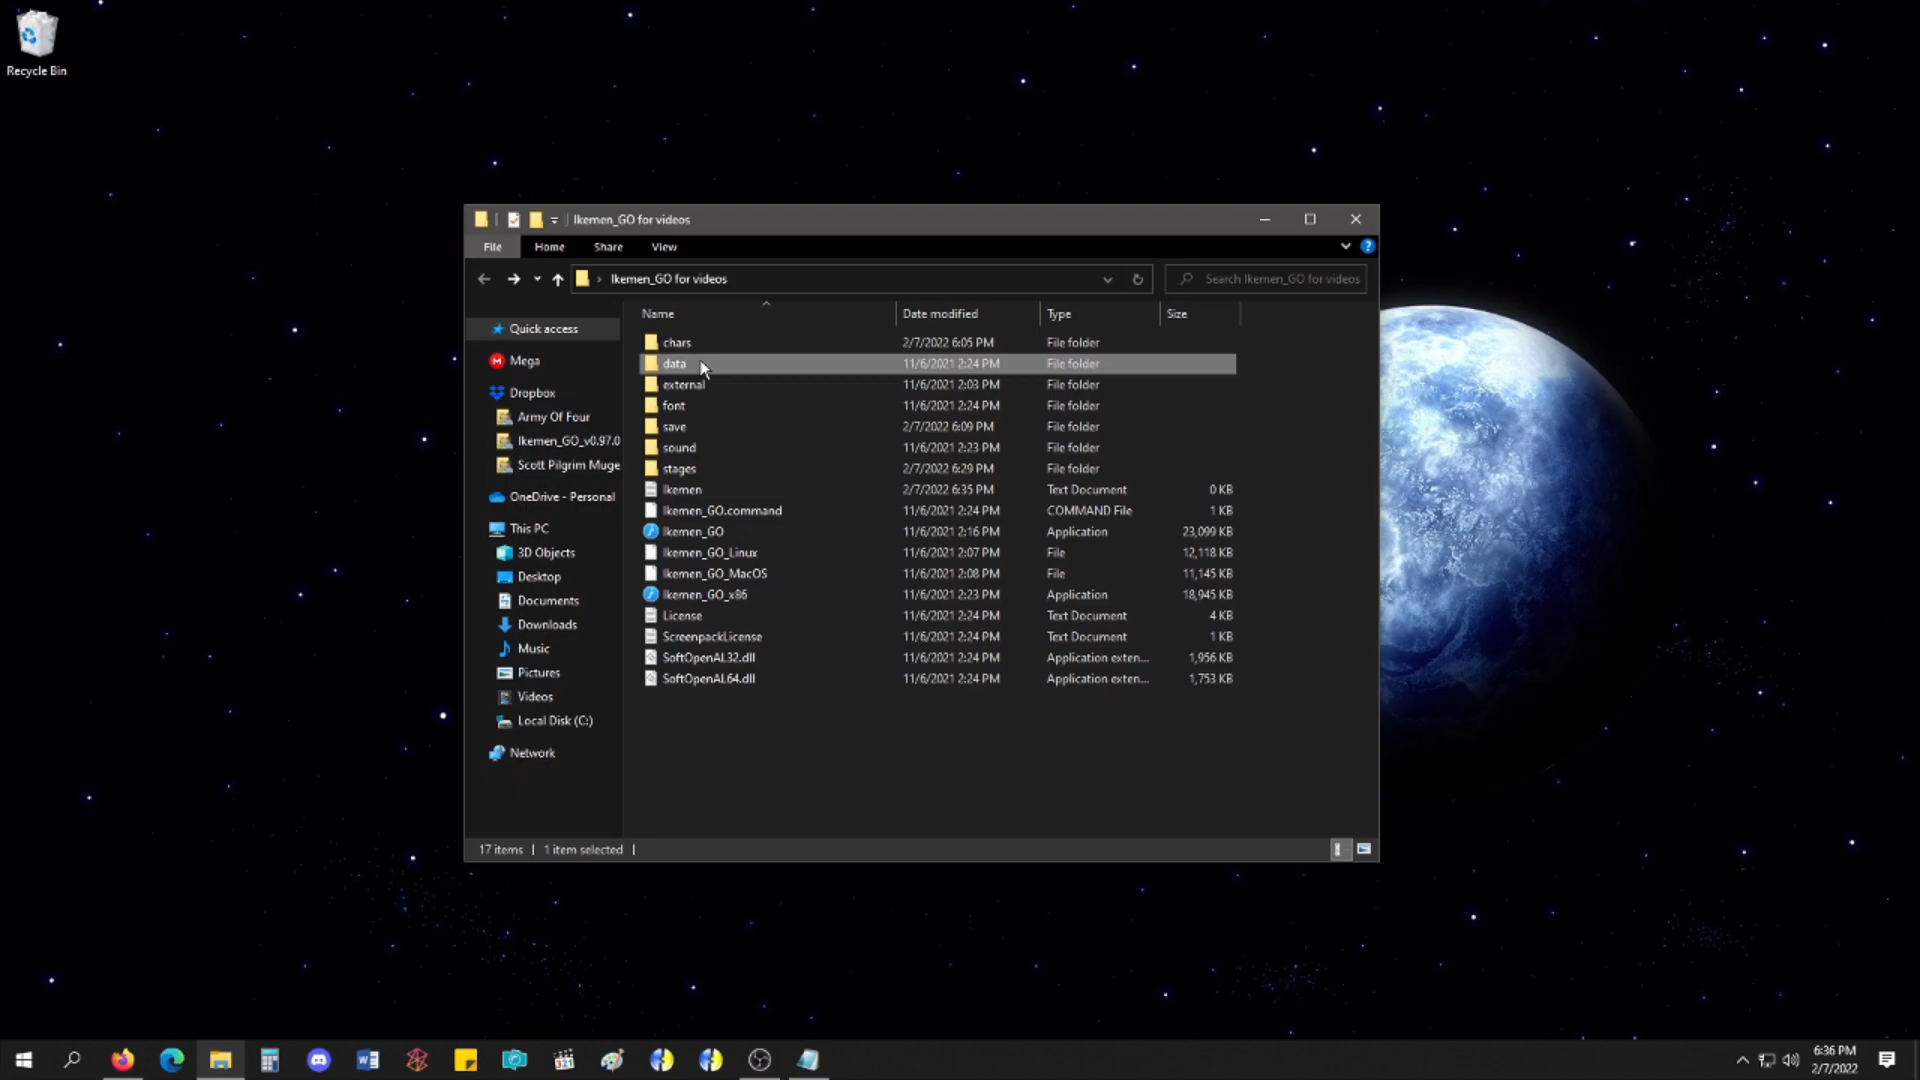 Recycle Bin
Ikemen_GO for videos
File Home Share View
Ikemen_GO for videos
Search Ikemen_GO for videos
Name Date modified Type Size
Quick access
Mega
Dropbox
Army Of Four
Ikemen_GO_v0.97.0
Scott Pilgrim Muge
OneDrive - Personal
This PC
3D Objects
Desktop
Documents
Downloads
Music
Pictures
Videos
Local Disk (C:)
Network
chars 2/7/2022 6:05 PM File folder
data 11/6/2021 2:24 PM File folder
external 11/6/2021 2:03 PM File folder
font 11/6/2021 2:24 PM File folder
save 2/7/2022 6:09 PM File folder
sound 11/6/2021 2:23 PM File folder
stages 2/7/2022 6:29 PM File folder
Ikemen 2/7/2022 6:35 PM Text Document 0 KB
Ikemen_GO.command 11/6/2021 2:24 PM COMMAND File 1 KB
Ikemen_GO 11/6/2021 2:16 PM Application 23,099 KB
Ikemen_GO_Linux 11/6/2021 2:07 PM File 12,118 KB
Ikemen_GO_MacOS 11/6/2021 2:08 PM File 11,145 KB
Ikemen_GO_x86 11/6/2021 2:23 PM Application 18,945 KB
License 11/6/2021 2:24 PM Text Document 4 KB
ScreenpackLicense 11/6/2021 2:24 PM Text Document 1 KB
SoftOpenAL32.dll 11/6/2021 2:24 PM Application exten... 1,956 KB
SoftOpenAL64.dll 11/6/2021 2:24 PM Application exten... 1,753 KB
17 items 1 item selected
6:36 PM
2/7/2022